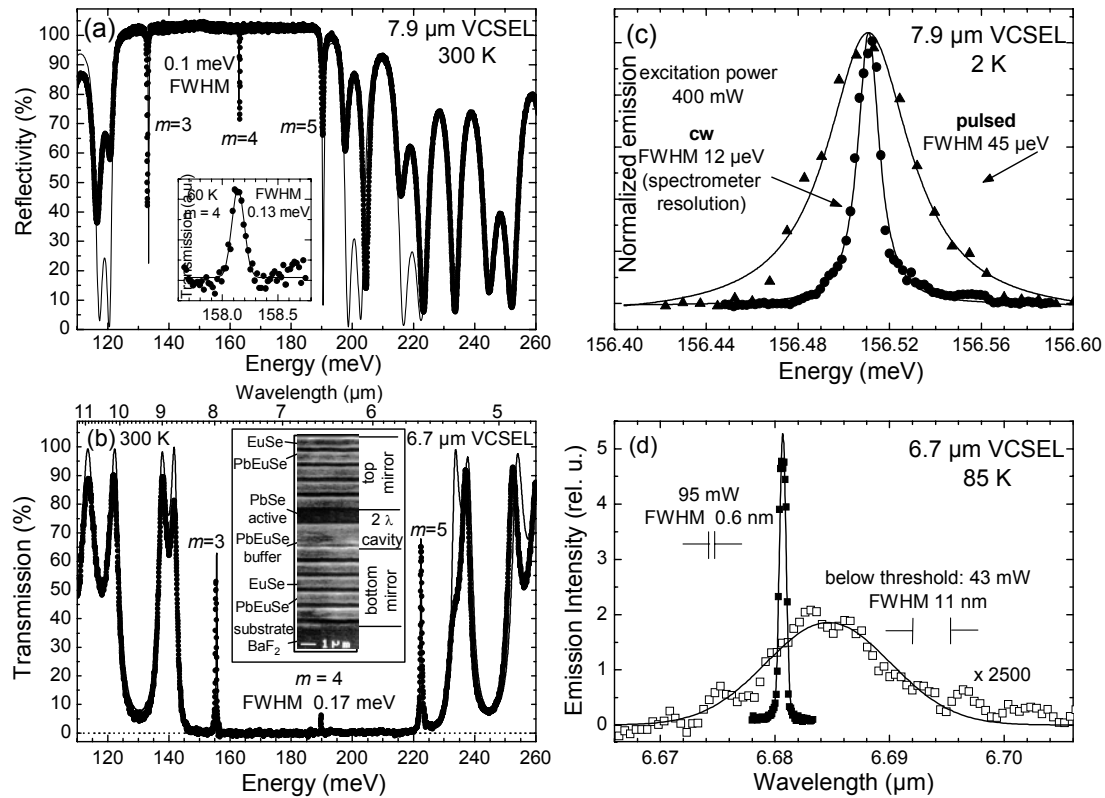 (a)
7.9 µm VCSEL
300 K
0.1 meV
FWHM
m=3
m=4
m=5
Reflectivity (%)
100
90
80
70
60
50
40
30
20
10
0
60 K
m = 4
FWHM
0.13 meV
Transmission (a.u.)
158.0 158.5
120 140 160 180 200 220 240 260
Energy (meV)
(c)
7.9 µm VCSEL
2 K
excitation power
400 mW
cw
FWHM 12 µeV
(spectrometer
resolution)
pulsed
FWHM 45 µeV
Normalized emission
156.40 156.44 156.48 156.52 156.56 156.60
Energy (meV)
Wavelength (µm)
11 10 9 8 7 6 5
(b) 300 K
6.7 µm VCSEL
Transmission (%)
100
90
80
70
60
50
40
30
20
10
0
m=3
EuSe
PbEuSe
PbSe
active
PbEuSe
buffer
EuSe
PbEuSe
substrate
BaF2
1 µm
top
mirror
2 λ
cavity
bottom
mirror
m=5
m = 4
FWHM 0.17 meV
120 140 160 180 200 220 240 260
Energy (meV)
(d)
6.7 µm VCSEL
85 K
95 mW
FWHM 0.6 nm
below threshold: 43 mW
FWHM 11 nm
x 2500
Emission Intensity (rel. u.)
5
4
3
2
1
0
6.67 6.68 6.69 6.70
Wavelength (µm)